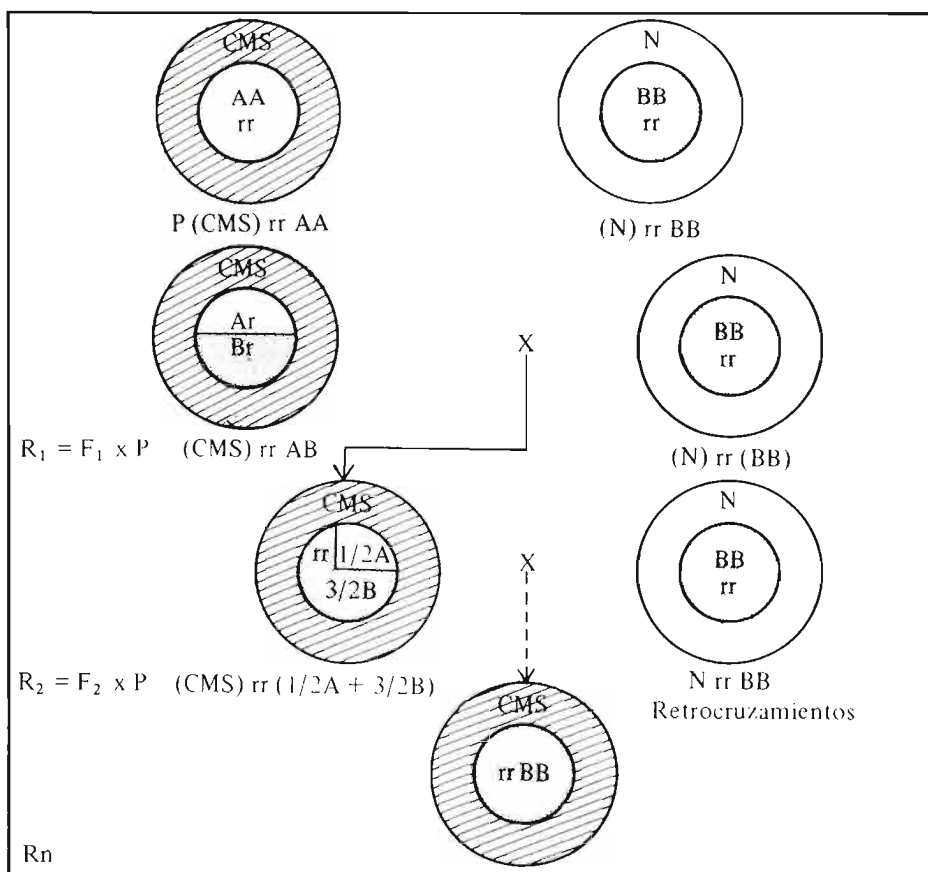 CMS
AA
rr
P (CMS) rr AA
N
BB
rr
(N) rr BB
CMS
Ar
Br
X
N
BB
rr
R₁ = F₁ x P (CMS) rr AB
(N) rr (BB)
CMS
rr 1/2A
3/2B
X
N
BB
rr
R₂ = F₂ x P (CMS) rr (1/2A + 3/2B)
N rr BB
Retrocruzamientos
CMS
rr BB
Rn